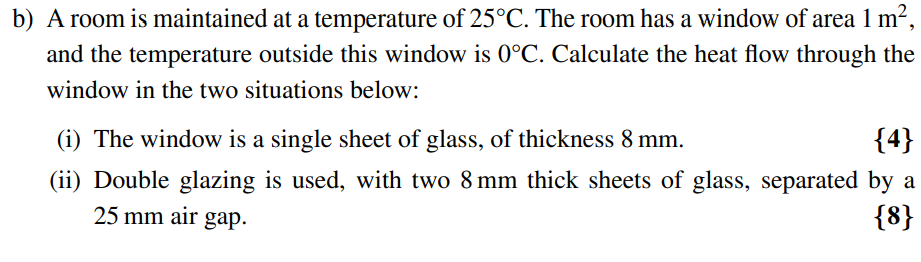 b) A room is maintained at a temperature of 25°C. The room has a window of area 1 m²,
and the temperature outside this window is 0°C. Calculate the heat flow through the
window in the two situations below:
(i) The window is a single sheet of glass, of thickness 8 mm. {4}
(ii) Double glazing is used, with two 8 mm thick sheets of glass, separated by a
25 mm air gap. {8}